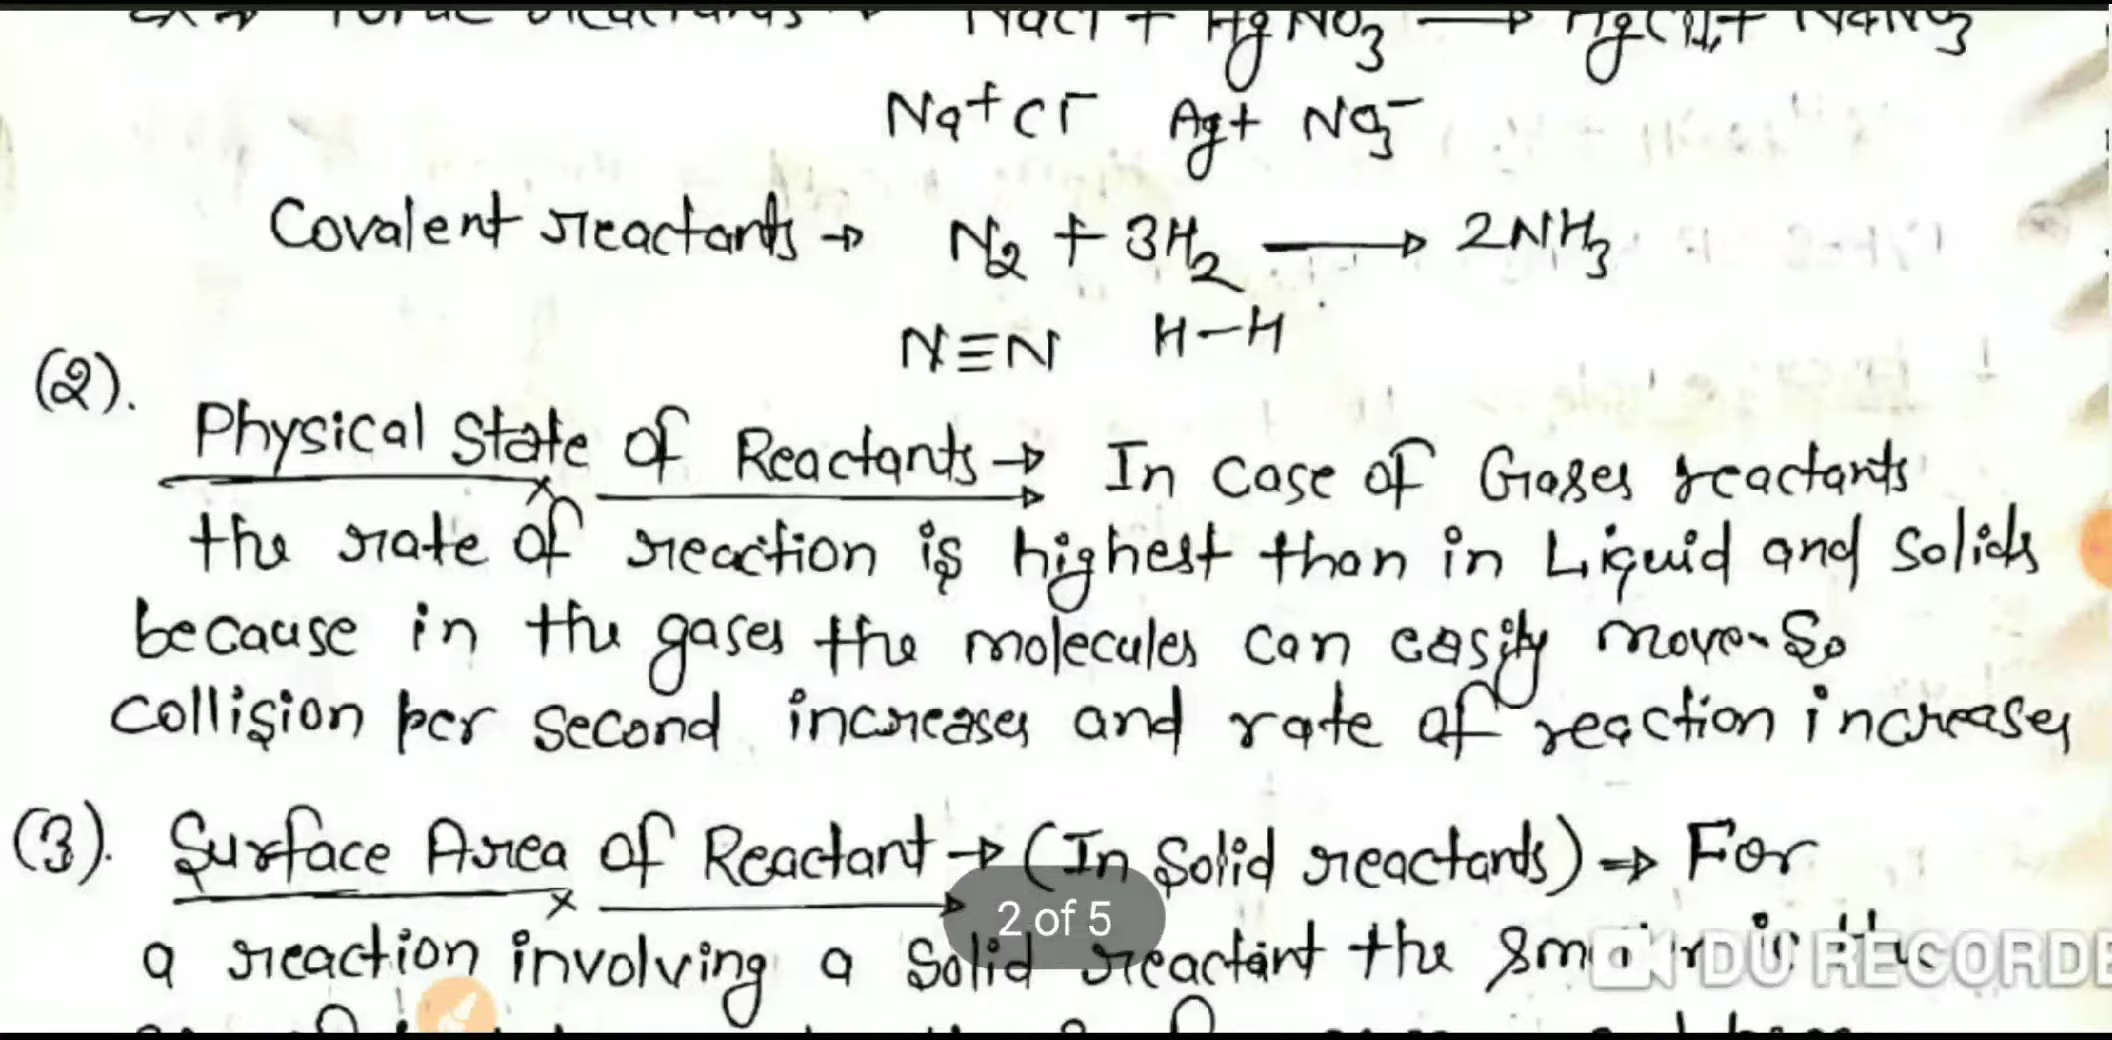 NaCl + AgNO3 → AgCl↓ + NaNO3
Na+ Cl- Ag+ NO3-
Covalent reactants → N2 + 3H2 → 2NH3
N≡N H-H
(2). Physical State of Reactants → In case of Gases reactants
the rate of reaction is highest than in Liquid and Solids
because in the gases the molecules can easily move. So
collision per second increases and rate of reaction increases
(3). Surface Area of Reactant → (In Solid reactants) → For
2 of 5
a reaction involving a Solid reactant the
DU RECORDE